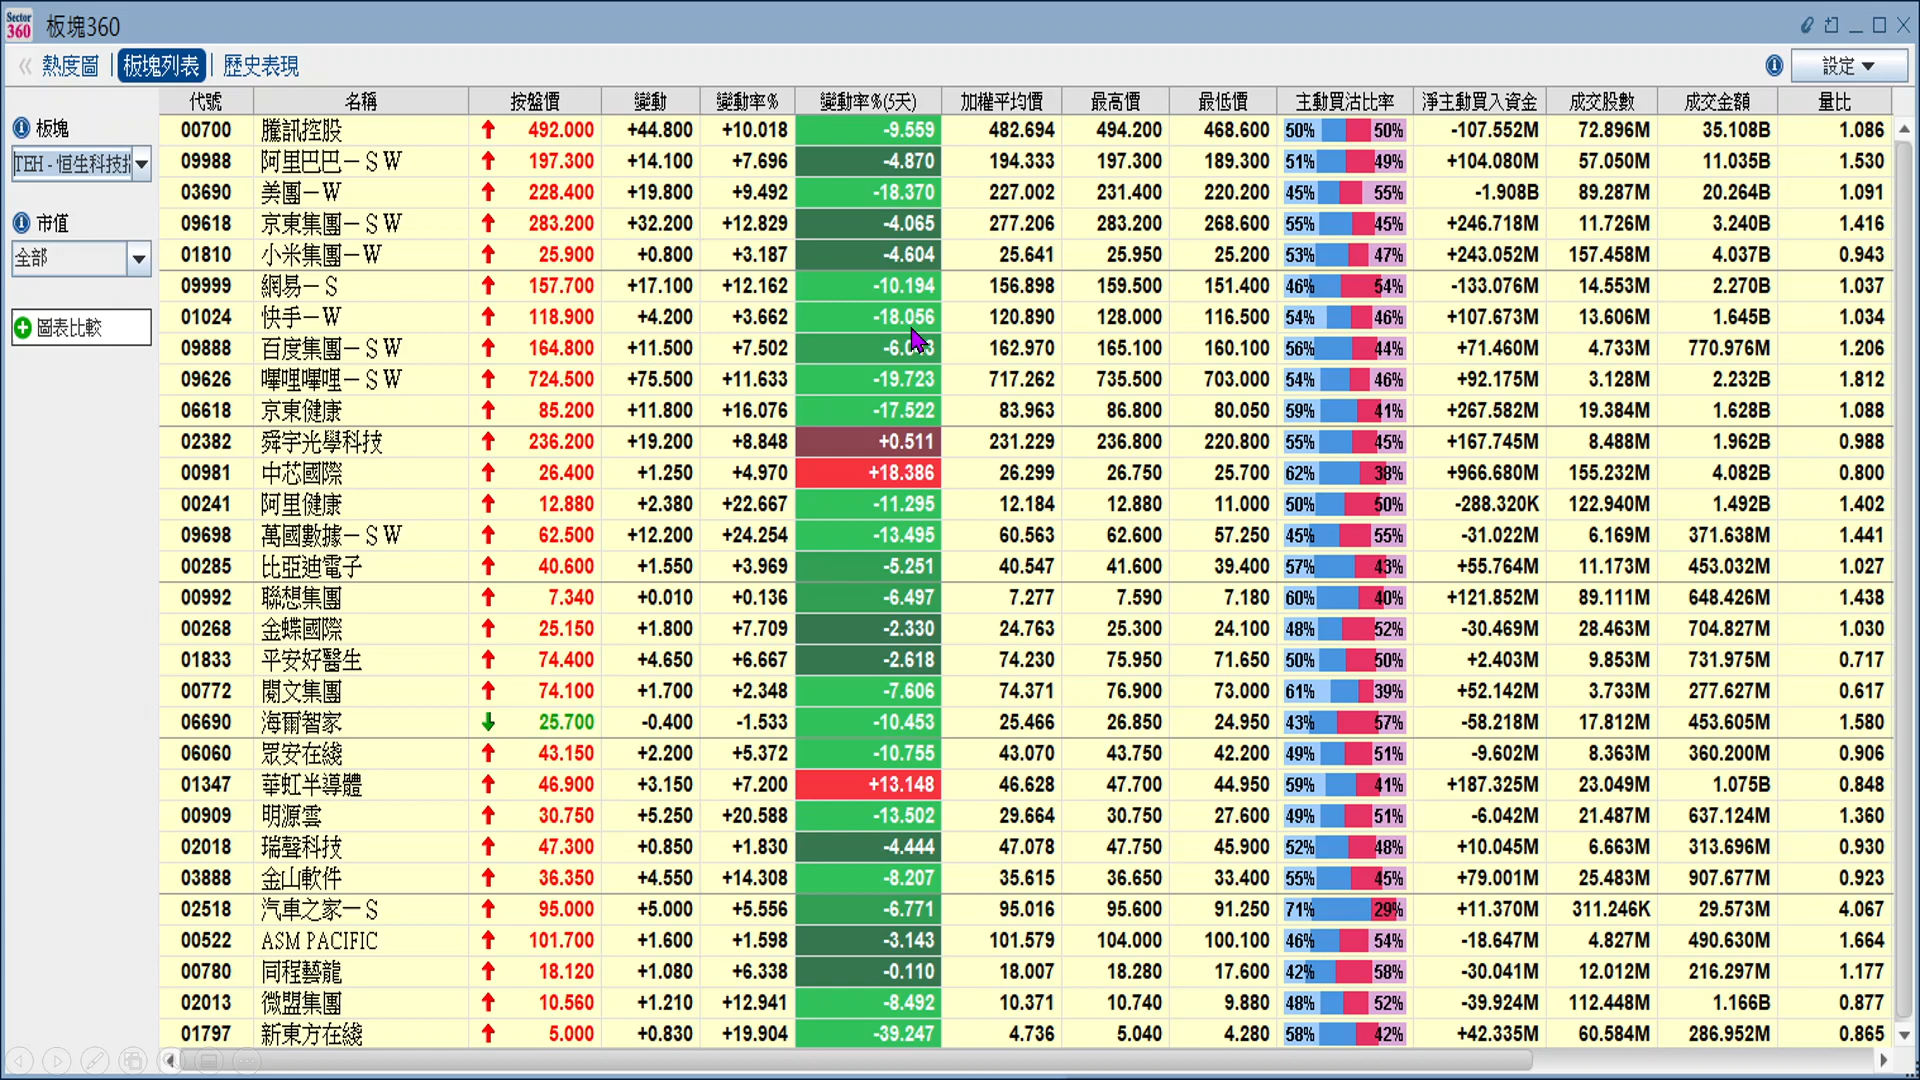 Sector 360 板塊360
熱度圖 板塊列表 歷史表現 設定
代號 名稱 按盤價 變動 變動率% 變動率%(5天) 加權平均價 最高價 最低價 主動買沽比率 淨主動買入資金 成交股數 成交金額 量比
板塊
TEH - 恒生科技
市值
全部
圖表比較
00700 騰訊控股 492.000 +44.800 +10.018 -9.559 482.694 494.200 468.600 50% 50% -107.552M 72.896M 35.108B 1.086
09988 阿里巴巴－ＳＷ 197.300 +14.100 +7.696 -4.870 194.333 197.300 189.300 51% 49% +104.080M 57.050M 11.035B 1.530
03690 美團－Ｗ 228.400 +19.800 +9.492 -18.370 227.002 231.400 220.200 45% 55% -1.908B 89.287M 20.264B 1.091
09618 京東集團－ＳＷ 283.200 +32.200 +12.829 -4.065 277.206 283.200 268.600 55% 45% +246.718M 11.726M 3.240B 1.416
01810 小米集團－Ｗ 25.900 +0.800 +3.187 -4.604 25.641 25.950 25.200 53% 47% +243.052M 157.458M 4.037B 0.943
09999 網易－Ｓ 157.700 +17.100 +12.162 -10.194 156.898 159.500 151.400 46% 54% -133.076M 14.553M 2.270B 1.037
01024 快手－Ｗ 118.900 +4.200 +3.662 -18.056 120.890 128.000 116.500 54% 46% +107.673M 13.606M 1.645B 1.034
09888 百度集團－ＳＷ 164.800 +11.500 +7.502 162.970 165.100 160.100 56% 44% +71.460M 4.733M 770.976M 1.206
09626 嗶哩嗶哩－ＳＷ 724.500 +75.500 +11.633 -19.723 717.262 735.500 703.000 54% 46% +92.175M 3.128M 2.232B 1.812
06618 京東健康 85.200 +11.800 +16.076 -17.522 83.963 86.800 80.050 59% 41% +267.582M 19.384M 1.628B 1.088
02382 舜宇光學科技 236.200 +19.200 +8.848 +0.511 231.229 236.800 220.800 55% 45% +167.745M 8.488M 1.962B 0.988
00981 中芯國際 26.400 +1.250 +4.970 +18.386 26.299 26.750 25.700 62% 38% +966.680M 155.232M 4.082B 0.800
00241 阿里健康 12.880 +2.380 +22.667 -11.295 12.184 12.880 11.000 50% 50% -288.320K 122.940M 1.492B 1.402
09698 萬國數據－ＳＷ 62.500 +12.200 +24.254 -13.495 60.563 62.600 57.250 45% 55% -31.022M 6.169M 371.638M 1.441
00285 比亞迪電子 40.600 +1.550 +3.969 -5.251 40.547 41.600 39.400 57% 43% +55.764M 11.173M 453.032M 1.027
00992 聯想集團 7.340 +0.010 +0.136 -6.497 7.277 7.590 7.180 60% 40% +121.852M 89.111M 648.426M 1.438
00268 金蝶國際 25.150 +1.800 +7.709 -2.330 24.763 25.300 24.100 48% 52% -30.469M 28.463M 704.827M 1.030
01833 平安好醫生 74.400 +4.650 +6.667 -2.618 74.230 75.950 71.650 50% 50% +2.403M 9.853M 731.975M 0.717
00772 閱文集團 74.100 +1.700 +2.348 -7.606 74.371 76.900 73.000 61% 39% +52.142M 3.733M 277.627M 0.617
06690 海爾智家 25.700 -0.400 -1.533 -10.453 25.466 26.850 24.950 43% 57% -58.218M 17.812M 453.605M 1.580
06060 眾安在綫 43.150 +2.200 +5.372 -10.755 43.070 43.750 42.200 49% 51% -9.602M 8.363M 360.200M 0.906
01347 華虹半導體 46.900 +3.150 +7.200 +13.148 46.628 47.700 44.950 59% 41% +187.325M 23.049M 1.075B 0.848
00909 明源雲 30.750 +5.250 +20.588 -13.502 29.664 30.750 27.600 49% 51% -6.042M 21.487M 637.124M 1.360
02018 瑞聲科技 47.300 +0.850 +1.830 -4.444 47.078 47.750 45.900 52% 48% +10.045M 6.663M 313.696M 0.930
03888 金山軟件 36.350 +4.550 +14.308 -8.207 35.615 36.650 33.400 55% 45% +79.001M 25.483M 907.677M 0.923
02518 汽車之家－Ｓ 95.000 +5.000 +5.556 -6.771 95.016 95.600 91.250 71% 29% +11.370M 311.246K 29.573M 4.067
00522 ASM PACIFIC 101.700 +1.600 +1.598 -3.143 101.579 104.000 100.100 46% 54% -18.647M 4.827M 490.630M 1.664
00780 同程藝龍 18.120 +1.080 +6.338 -0.110 18.007 18.280 17.600 42% 58% -30.041M 12.012M 216.297M 1.177
02013 微盟集團 10.560 +1.210 +12.941 -8.492 10.371 10.740 9.880 48% 52% -39.924M 112.448M 1.166B 0.877
01797 新東方在綫 5.000 +0.830 +19.904 -39.247 4.736 5.040 4.280 58% 42% +42.335M 60.584M 286.952M 0.865